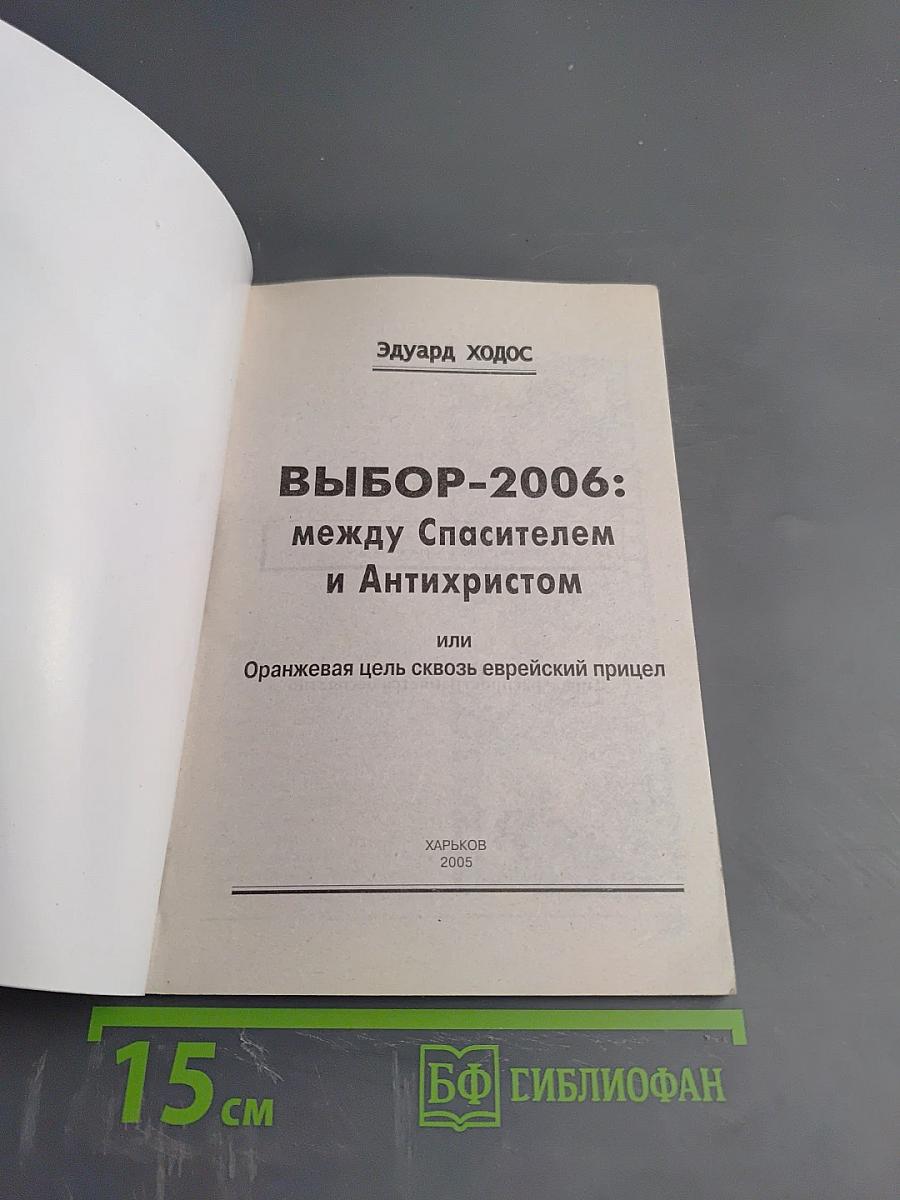 Эдуард ХОДОС
ВЫБОР-2006:
между Спасителем
и Антихристом
или
Оранжевая цель сквозь еврейский прицел
ХАРЬКОВ
2005
15 см
БФ БИБЛИОФАН